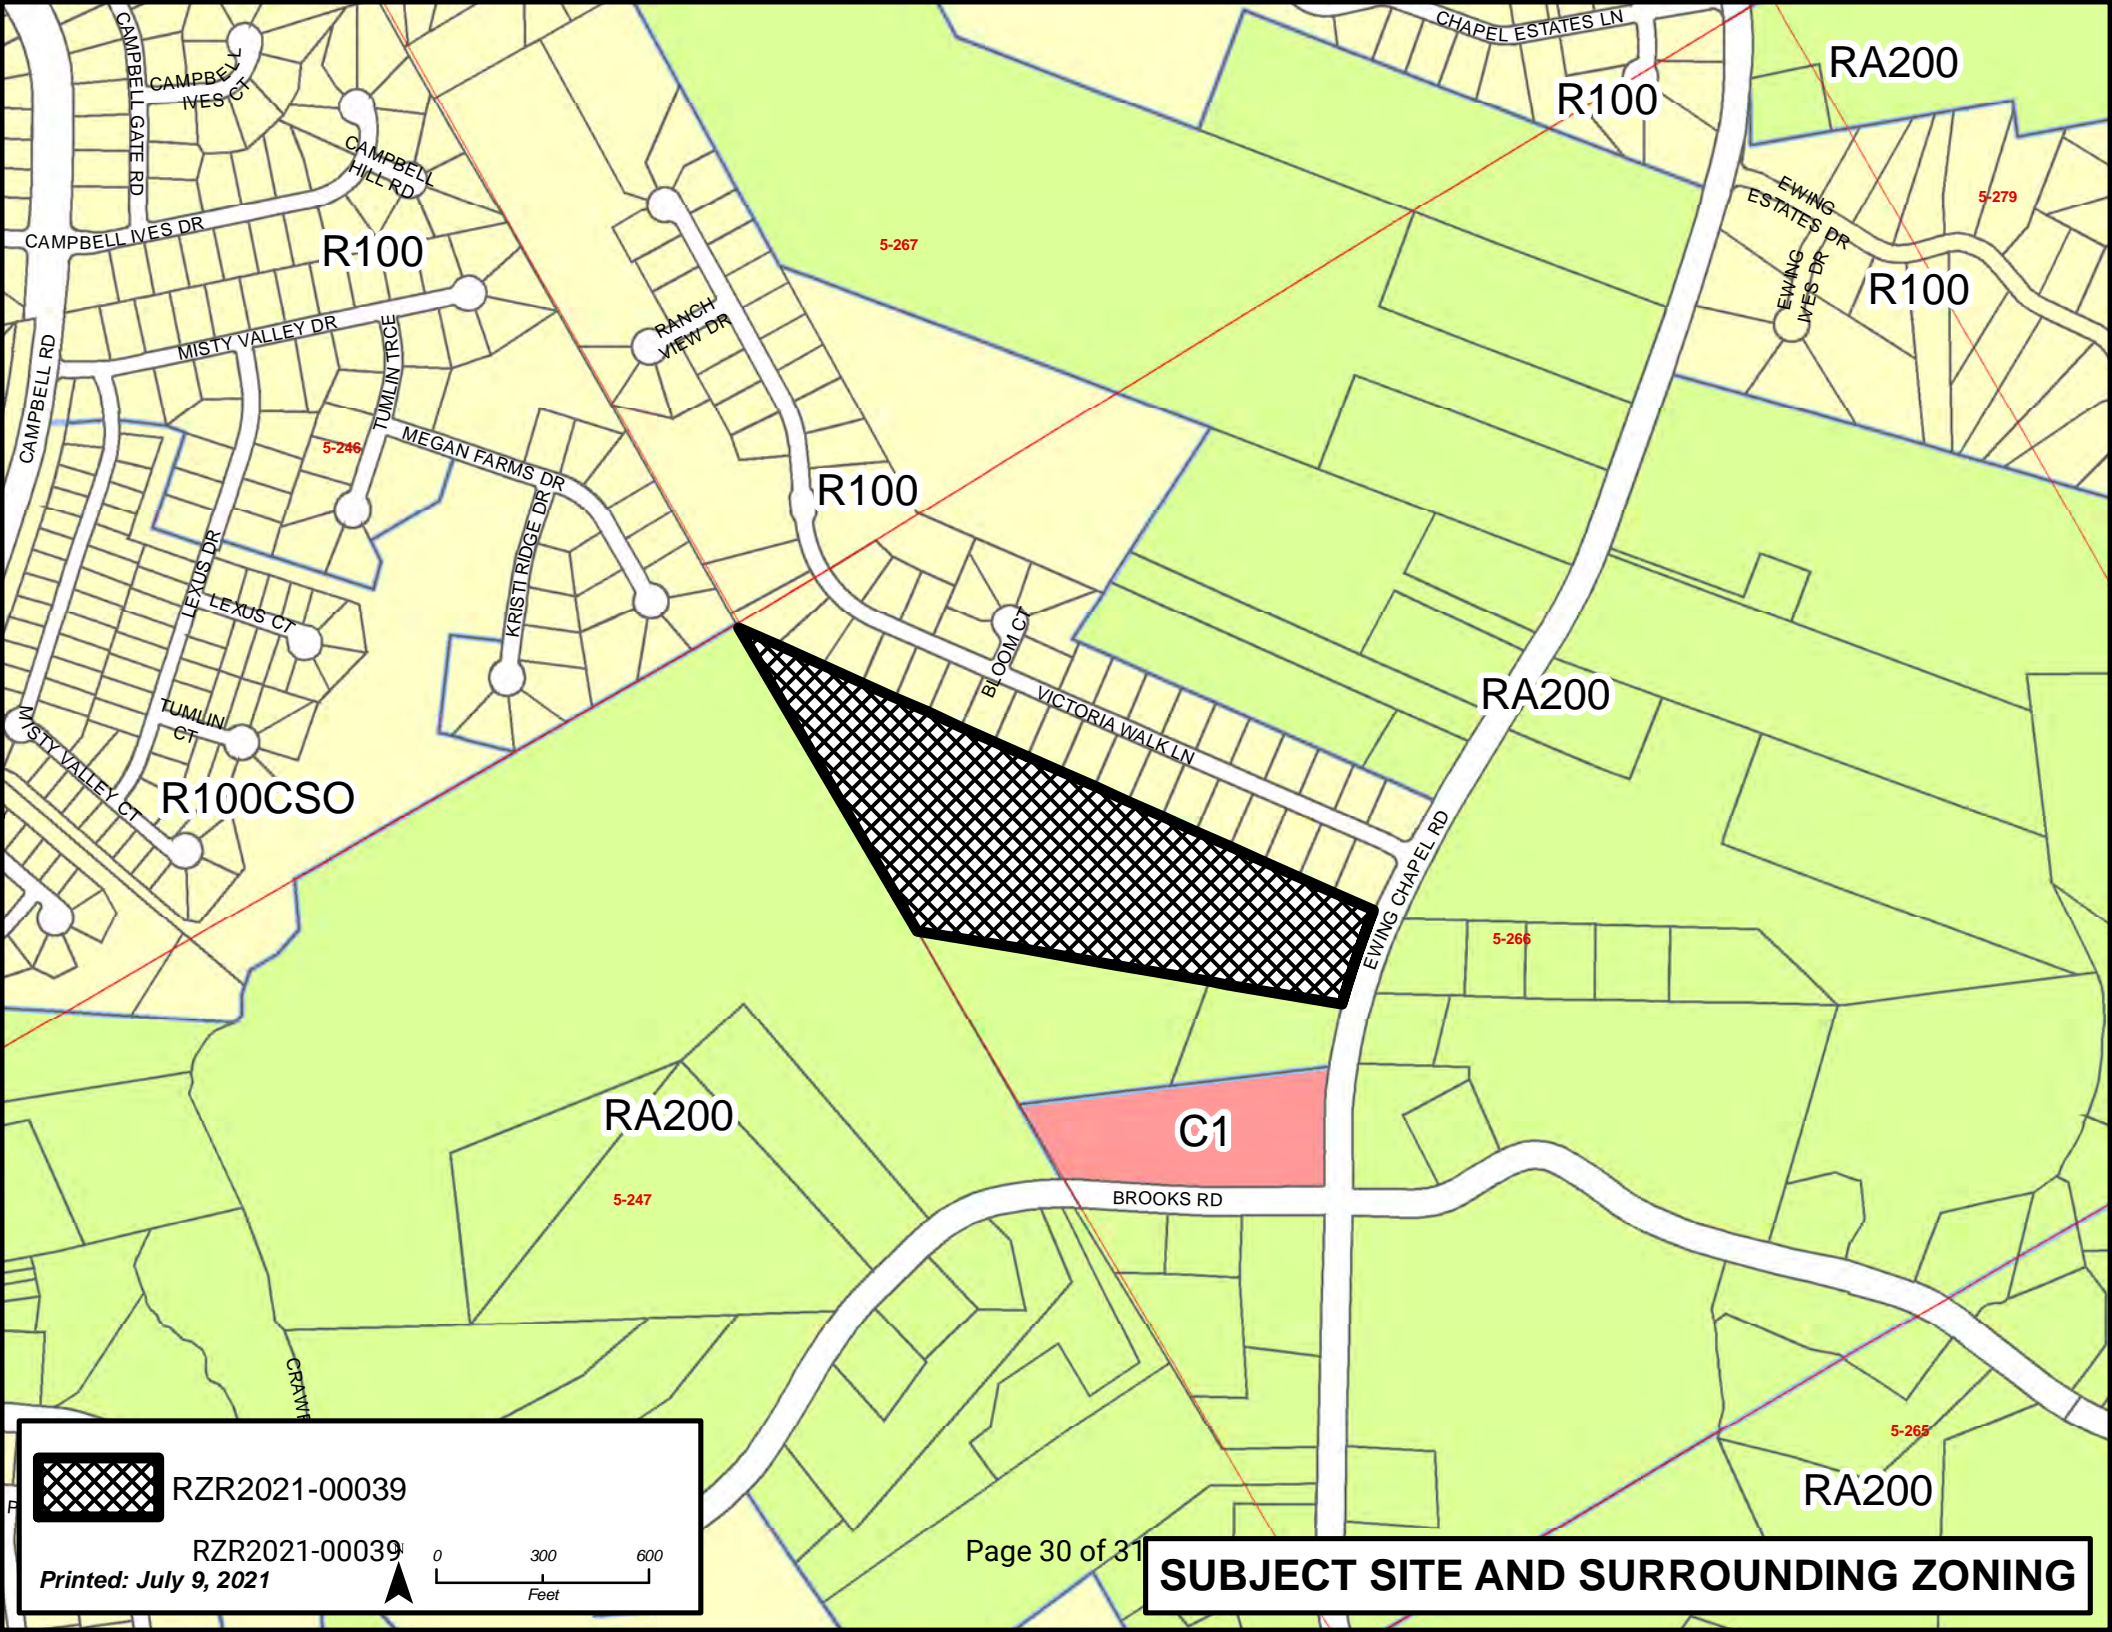 CHAPEL ESTATES LN
RA200
R100
CAMPBELL GATE RD
CAMPBELL
IVES CT
CAMPBELL
HILL RD
CAMPBELL IVES DR
R100
5-267
EWING
ESTATES DR
5-279
EWING
IVES DR
R100
MISTY VALLEY DR
TUMLIN TRCE
RANCH
VIEW DR
CAMPBELL RD
5-246
MEGAN FARMS DR
R100
KRISTI RIDGE DR
LEXUS DR
LEXUS CT
BLOOM CT
VICTORIA WALK LN
RA200
TUMLIN
CT
MISTY VALLEY CT
R100CSO
EWING CHAPEL RD
5-266
RA200
C1
5-247
BROOKS RD
CRAWF
5-265
RA200
P
RZR2021-00039
RZR2021-00039
N
0 300 600
Feet
Printed: July 9, 2021
Page 30 of 31
SUBJECT SITE AND SURROUNDING ZONING